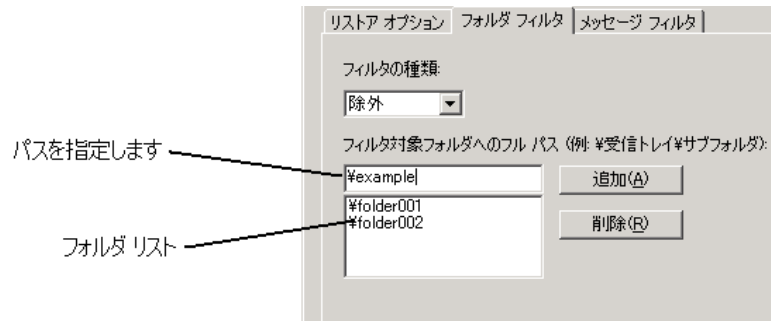 リストア オプション フォルダ フィルタ メッセージ フィルタ
フィルタの種類:
除外
フィルタ対象フォルダへのフル パス (例: ¥受信トレイ¥サブフォルダ):
パスを指定します
¥example
追加(A)
¥folder001
¥folder002
削除(R)
フォルダ リスト